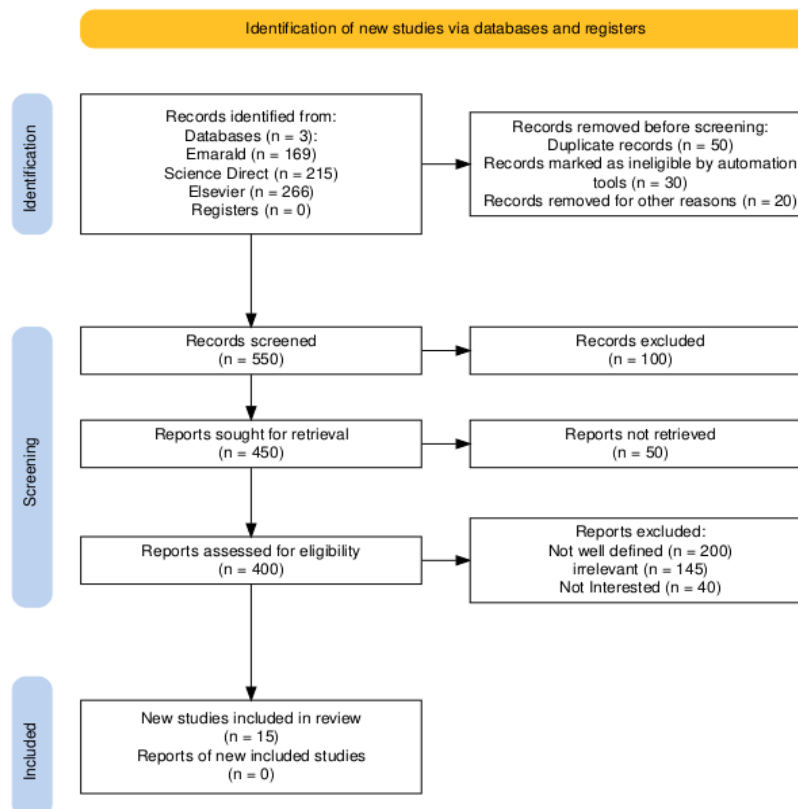 Identification of new studies via databases and registers
Identification
Records identified from:
Databases (n = 3):
Emarald = 169)
Science Direct = 215)
Elsevier = 266)
Registers (n = 0)
Records removed before screening:
Duplicate records (n = 50)
Records marked as ineligible by automation
tools (n = 30)
Records removed for other reasons (n = 20)
Screening
Records screened
(n = 550)
Records excluded
(n = 100)
Reports sought for retrieval
(n = 450)
Reports not retrieved
(n = 50)
Reports assessed for eligibility
(n = 400)
Reports excluded:
Not well defined (n = 200)
irrelevant (n = 145)
Not Interested (n = 40)
Included
New studies included in review
(n = 15)
Reports of new included studies
(n = 0)